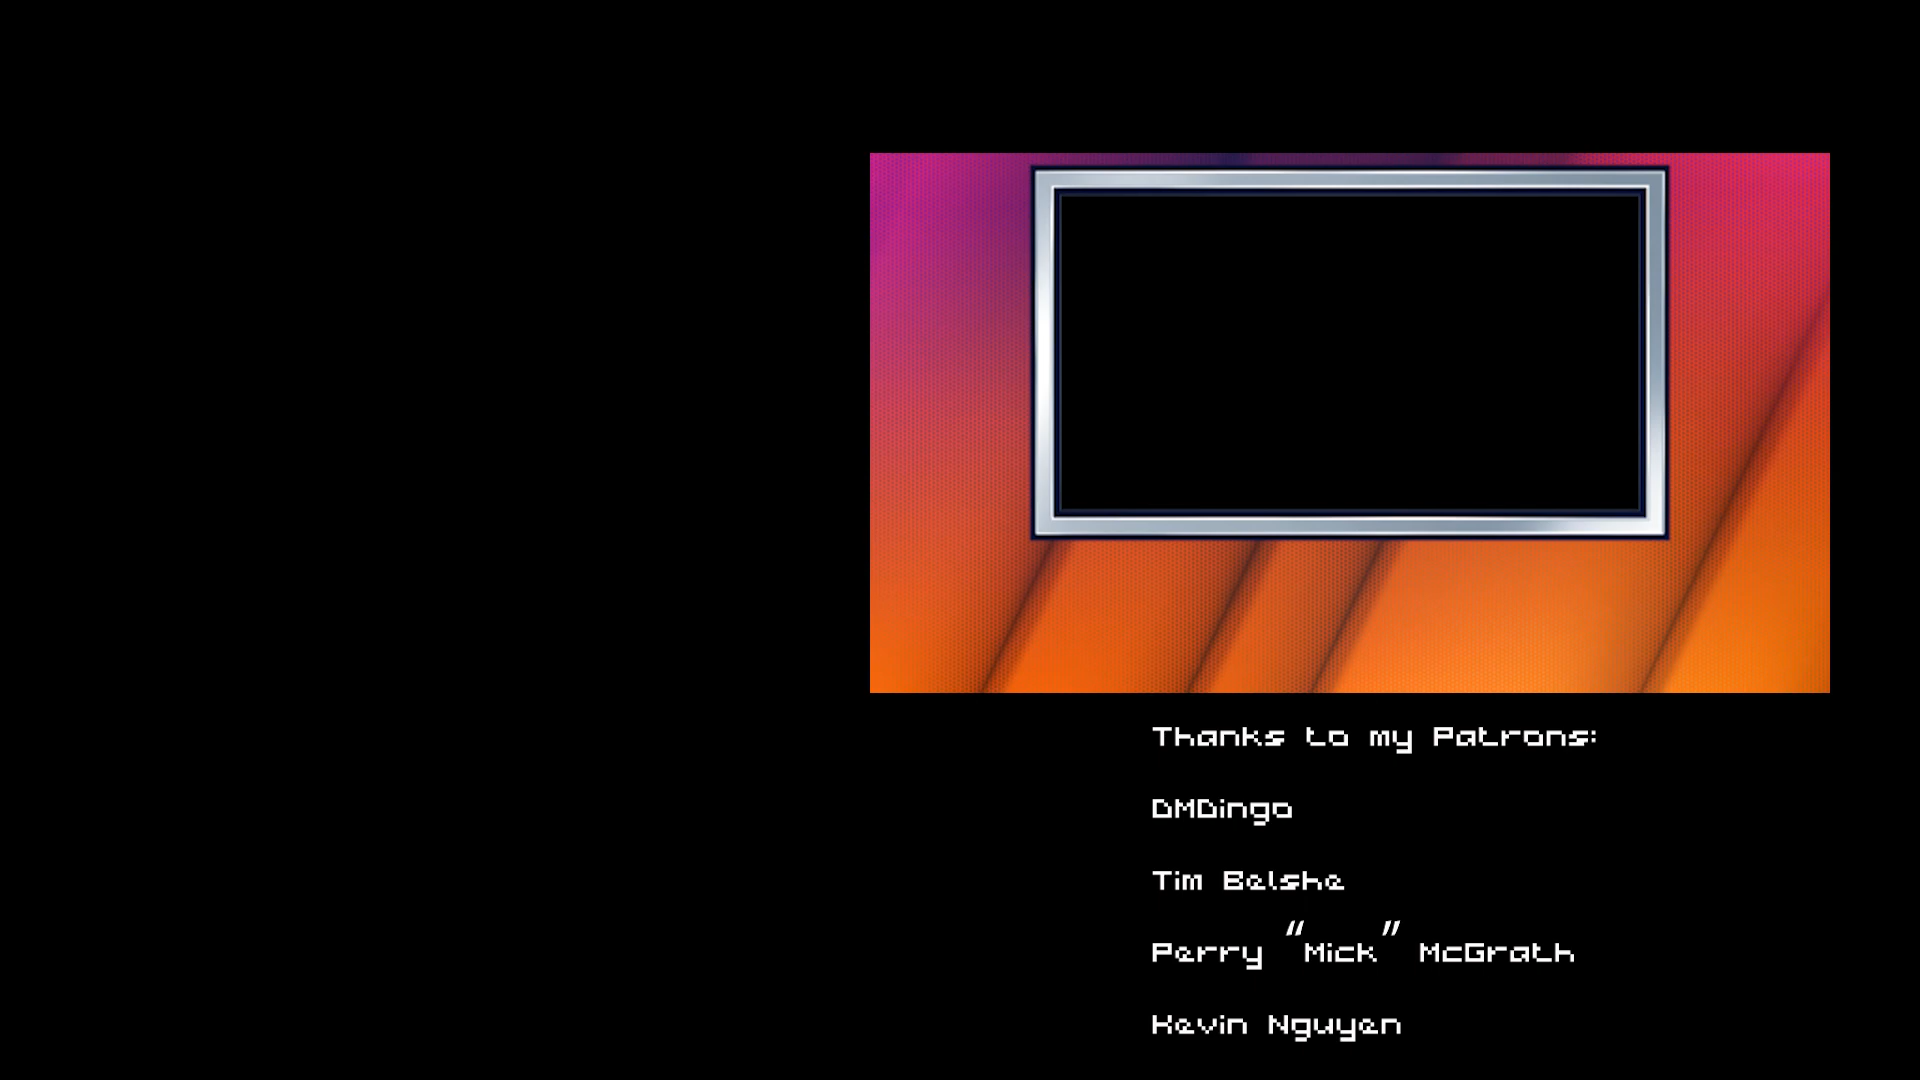 Thanks to my Patrons:
DMDingo
Tim Belshe
Perry “Mick” McGrath
Kevin Nguyen